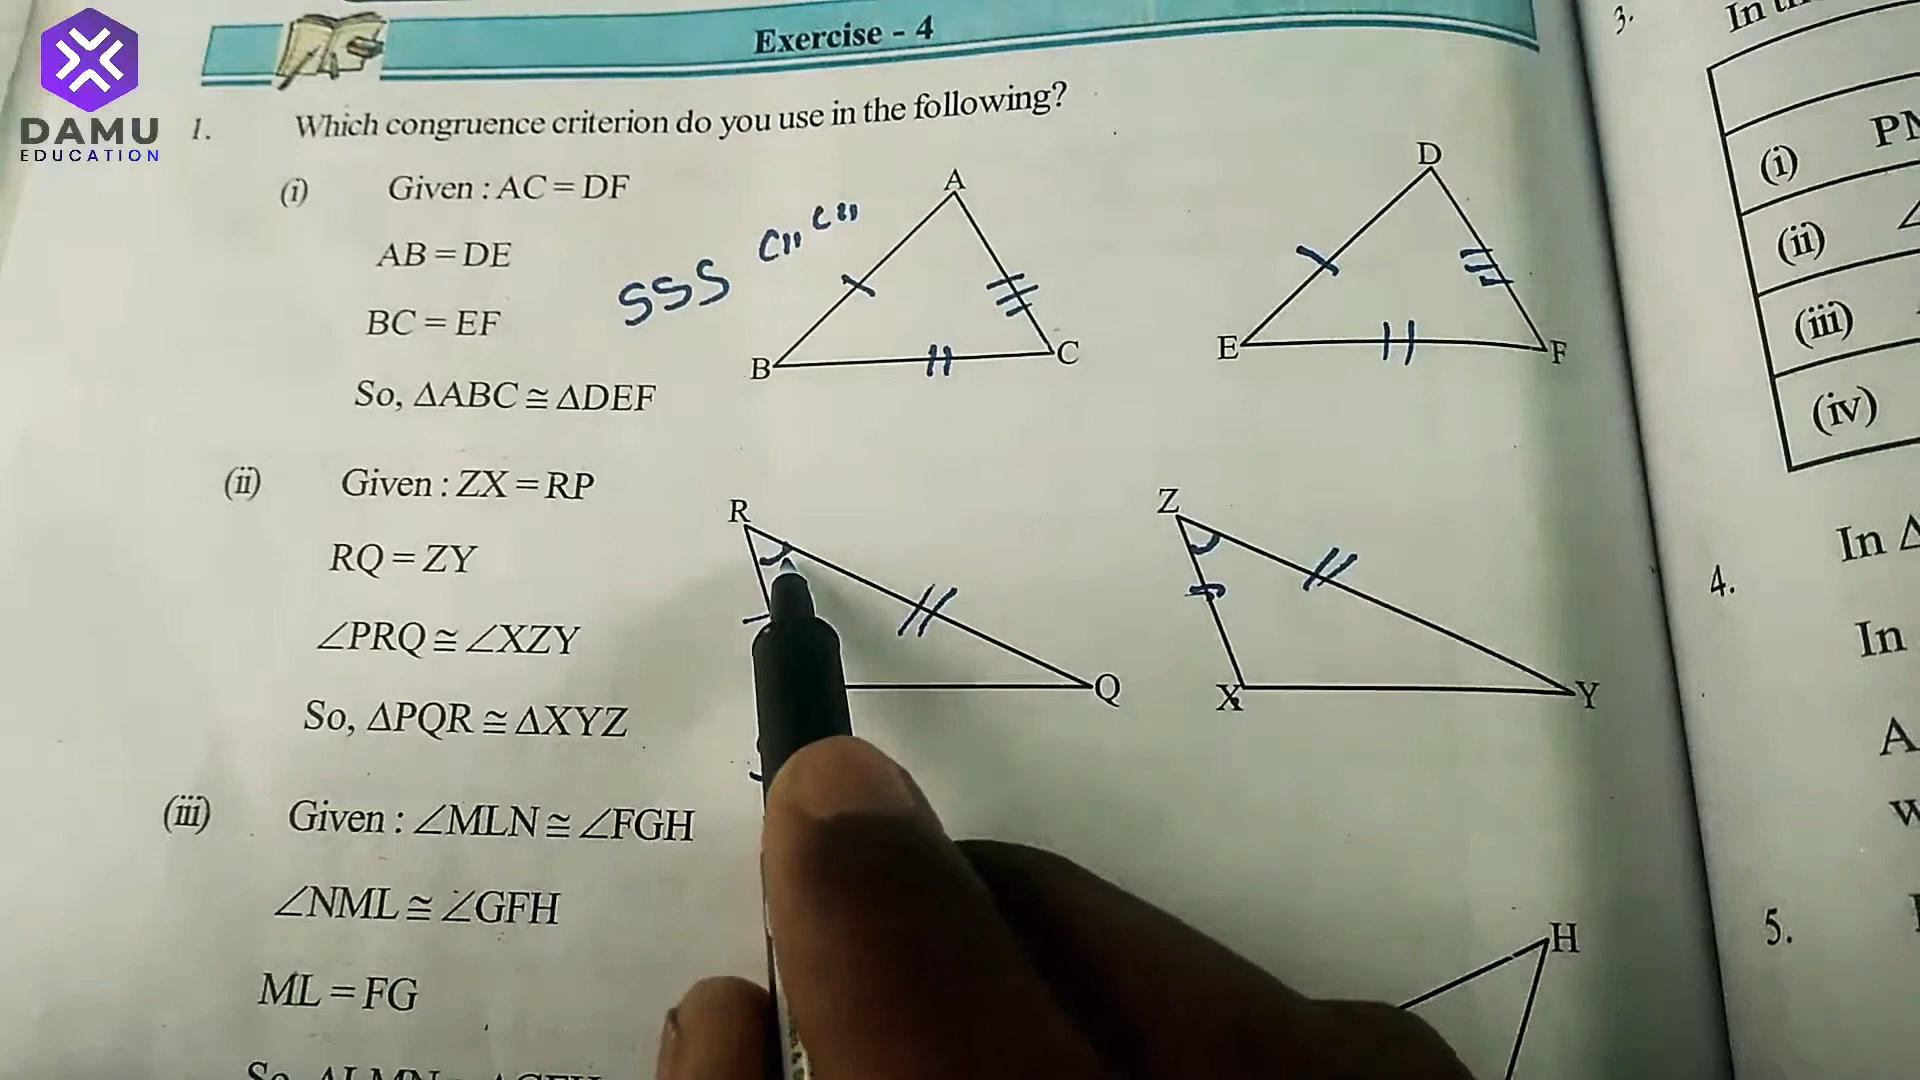 DAMU
EDUCATION
Exercise - 4
1. Which congruence criterion do you use in the following?
(i) Given : AC = DF
AB = DE
BC = EF
So, ΔABC ≅ ΔDEF
SSS
A
B
C
D
E
F
(ii) Given : ZX = RP
RQ = ZY
∠PRQ ≅ ∠XZY
So, ΔPQR ≅ ΔXYZ
R
Q
Z
X
Y
(iii) Given : ∠MLN ≅ ∠FGH
∠NML ≅ ∠GFH
ML = FG
H
3.
(i)
(ii) ∠
(iii)
(iv)
4. In Δ
In
A
5.